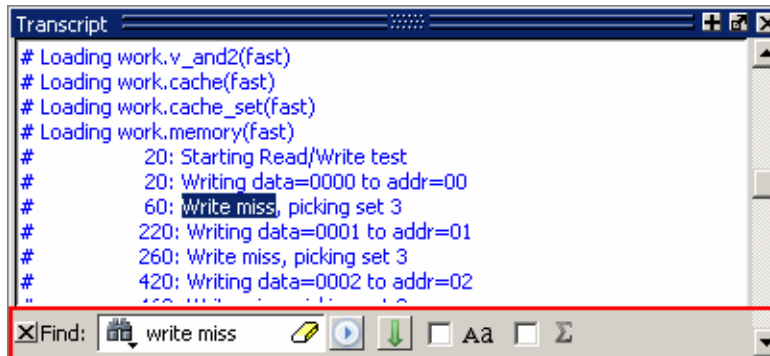 Transcript
# Loading work.v_and2(fast)
# Loading work.cache(fast)
# Loading work.cache_set(fast)
# Loading work.memory(fast)
# 20: Starting Read/Write test
# 20: Writing data=0000 to addr=00
# 60: Write miss, picking set 3
# 220: Writing data=0001 to addr=01
# 260: Write miss, picking set 3
# 420: Writing data=0002 to addr=02
Find: write miss Aa Σ